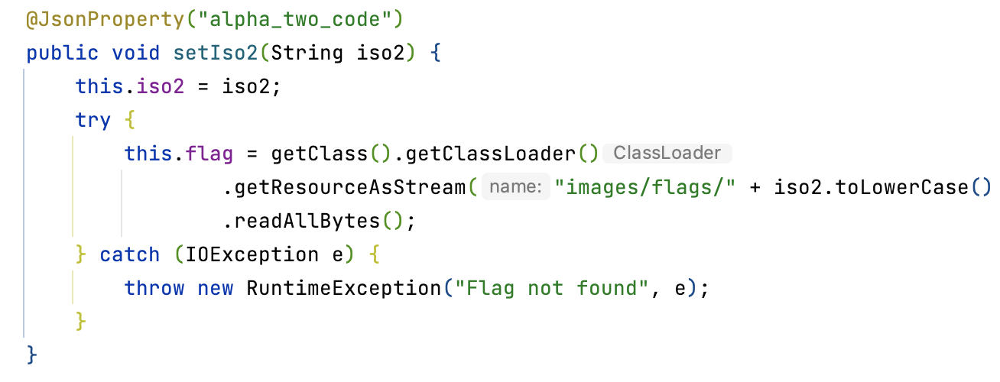 @JsonProperty("alpha_two_code")
public void setIso2(String iso2) {
    this.iso2 = iso2;
    try {
        this.flag = getClass().getClassLoader() ClassLoader
                .getResourceAsStream( name: "images/flags/" + iso2.toLowerCase()
                .readAllBytes();
    } catch (IOException e) {
        throw new RuntimeException("Flag not found", e);
    }
}